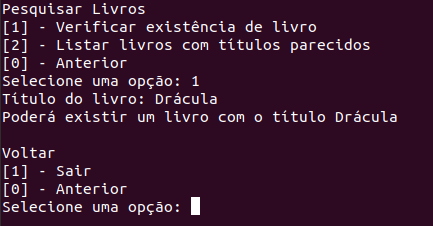 Pesquisar Livros
[1] - Verificar existência de livro
[2] - Listar livros com títulos parecidos
[0] - Anterior
Selecione uma opção: 1
Título do livro: Drácula
Poderá existir um livro com o título Drácula
Voltar
[1] - Sair
[0] - Anterior
Selecione uma opção: